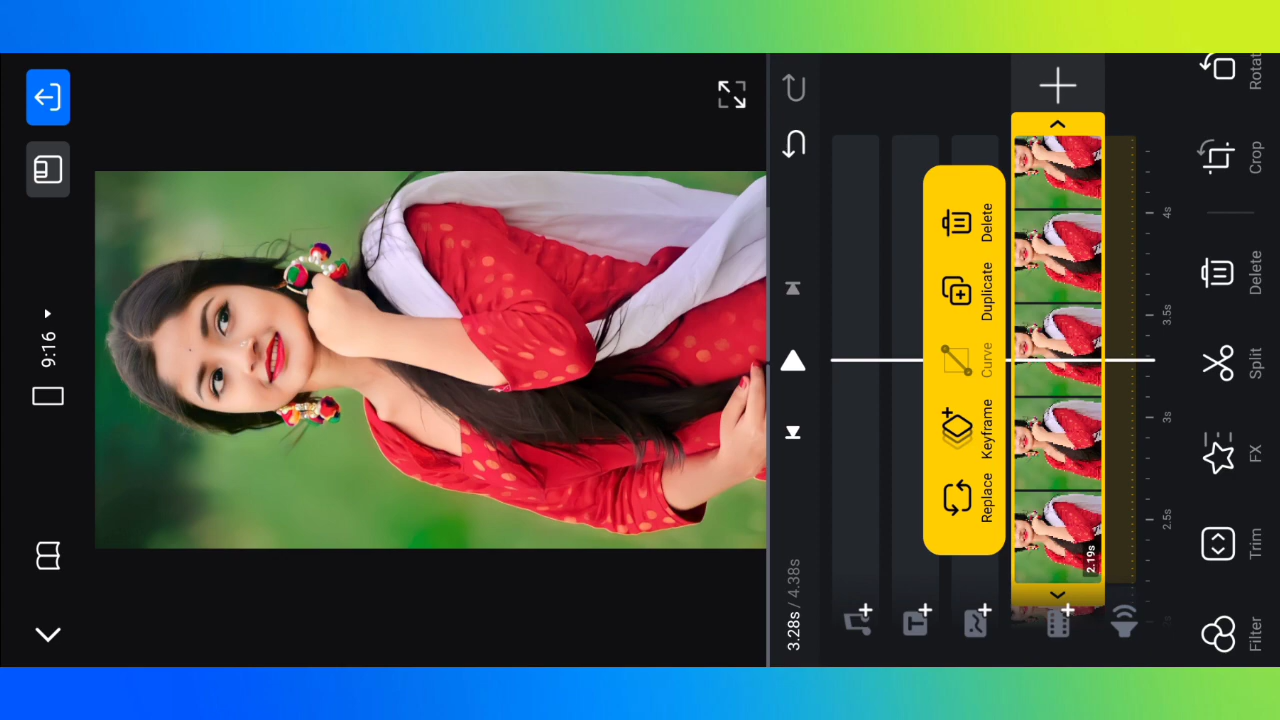 9:16
3.28s / 4.38s
Replace Keyframe Curve Duplicate Delete
2.19s
2.5s 3s 3.5s 4s
Filter Trim FX Split Delete Crop Rotat